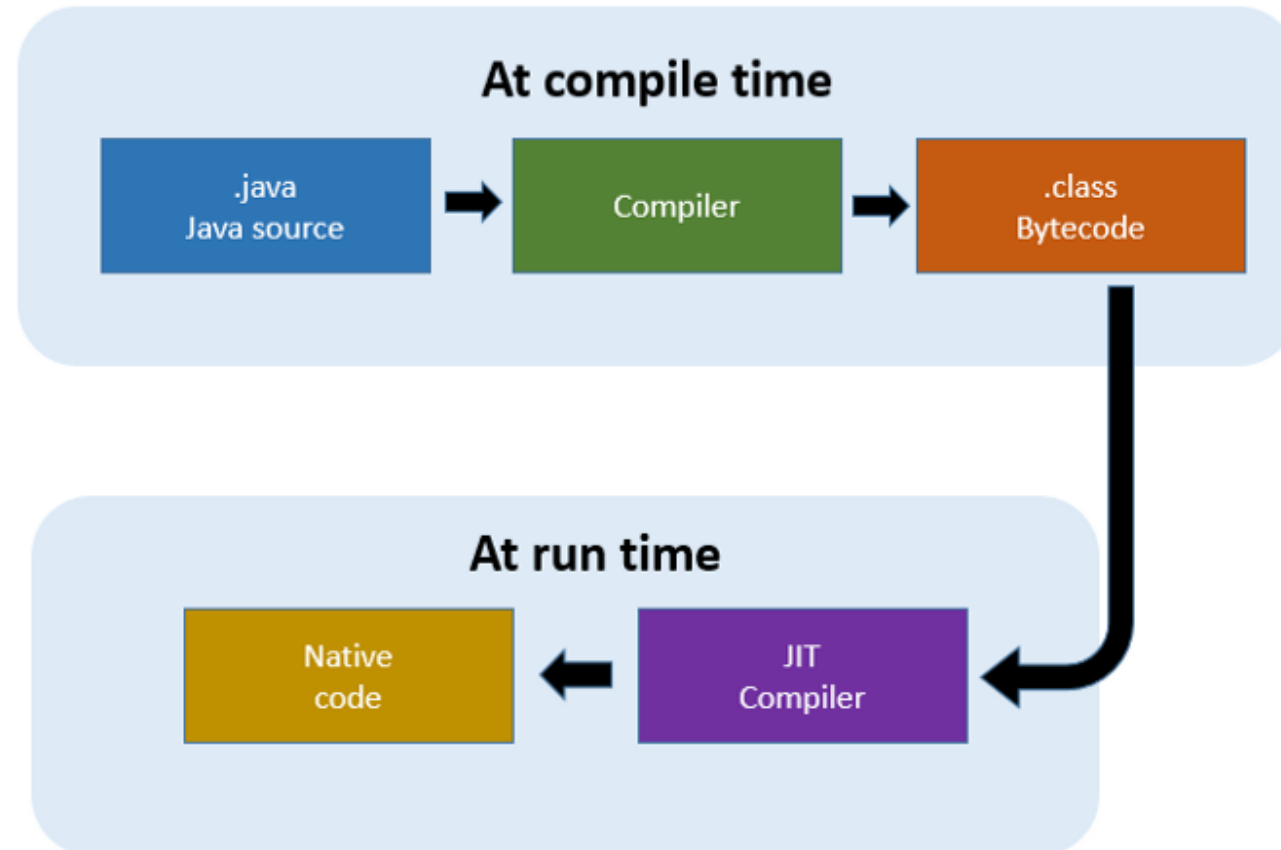 At compile time
.java
Java source
Compiler
.class
Bytecode
At run time
Native
code
JIT
Compiler